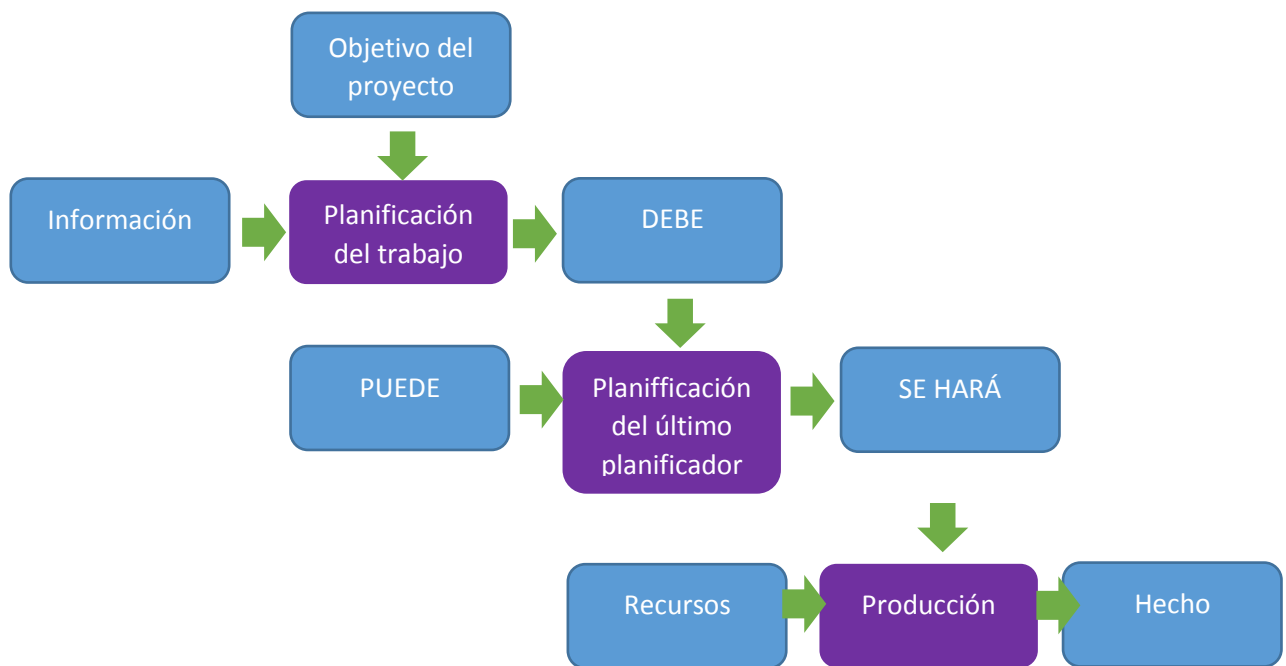 Objetivo del
proyecto
Información
Planificación
del trabajo
DEBE
PUEDE
Planifficación
del último
planificador
SE HARÁ
Recursos
Producción
Hecho